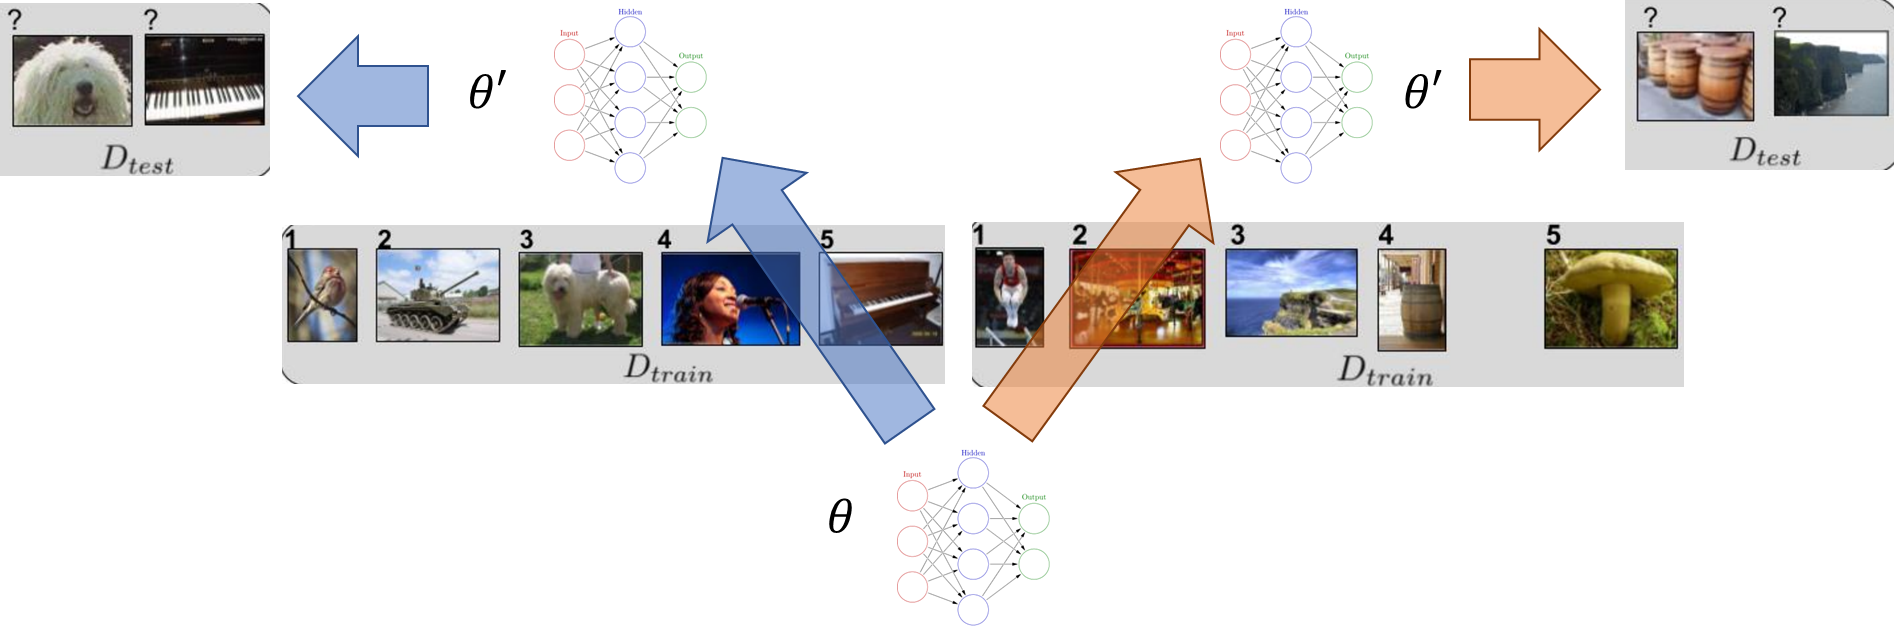 ?
?
D_test
θ′
Input
Hidden
Output
Input
Hidden
Output
θ′
?
?
D_test
1
2
3
4
5
D_train
1
2
3
4
5
D_train
θ
Input
Hidden
Output